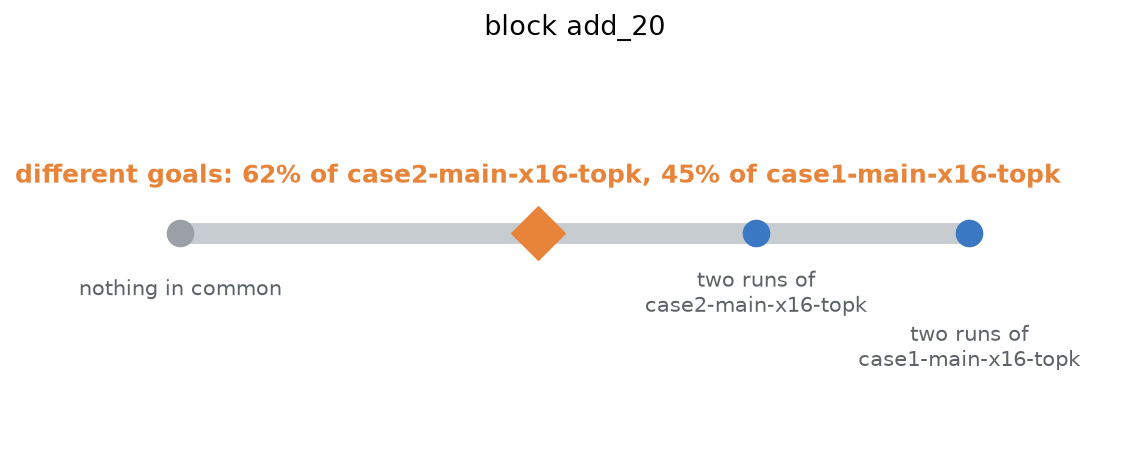 block add_20
different goals: 62% of case2-main-x16-topk, 45% of case1-main-x16-topk
nothing in common
two runs of
case2-main-x16-topk
two runs of
case1-main-x16-topk